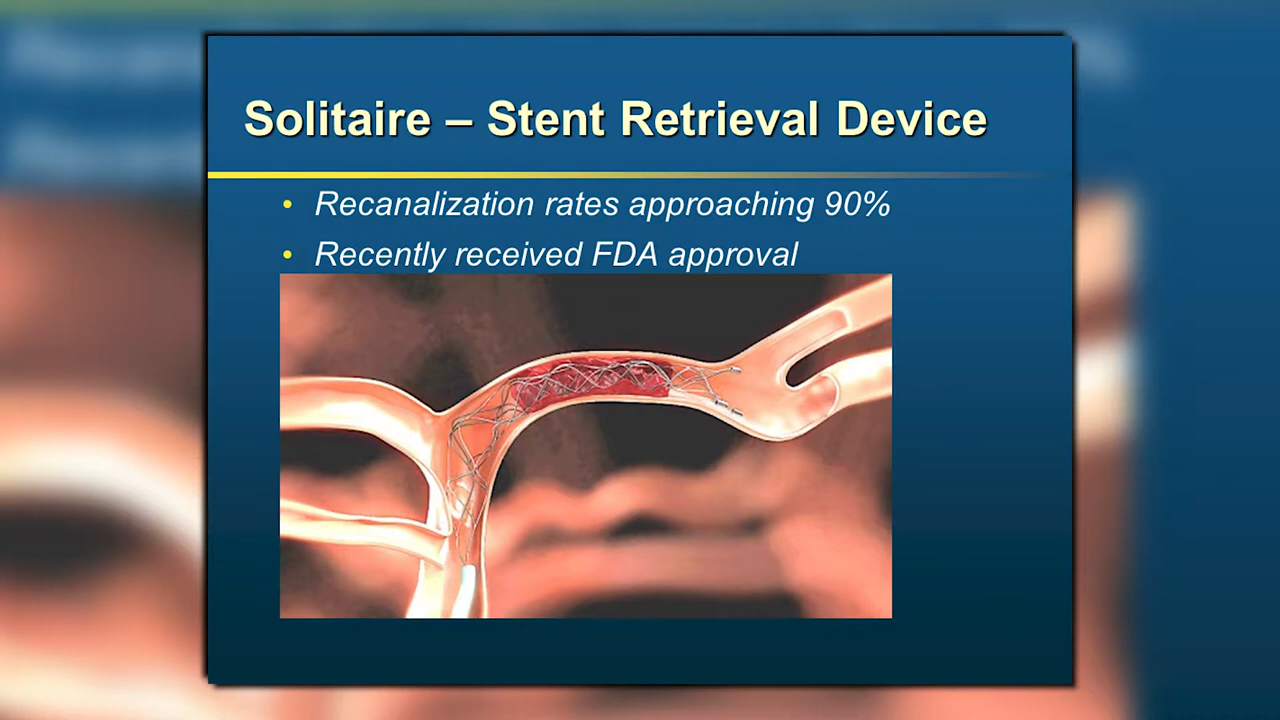 Solitaire – Stent Retrieval Device
• Recanalization rates approaching 90%
• Recently received FDA approval